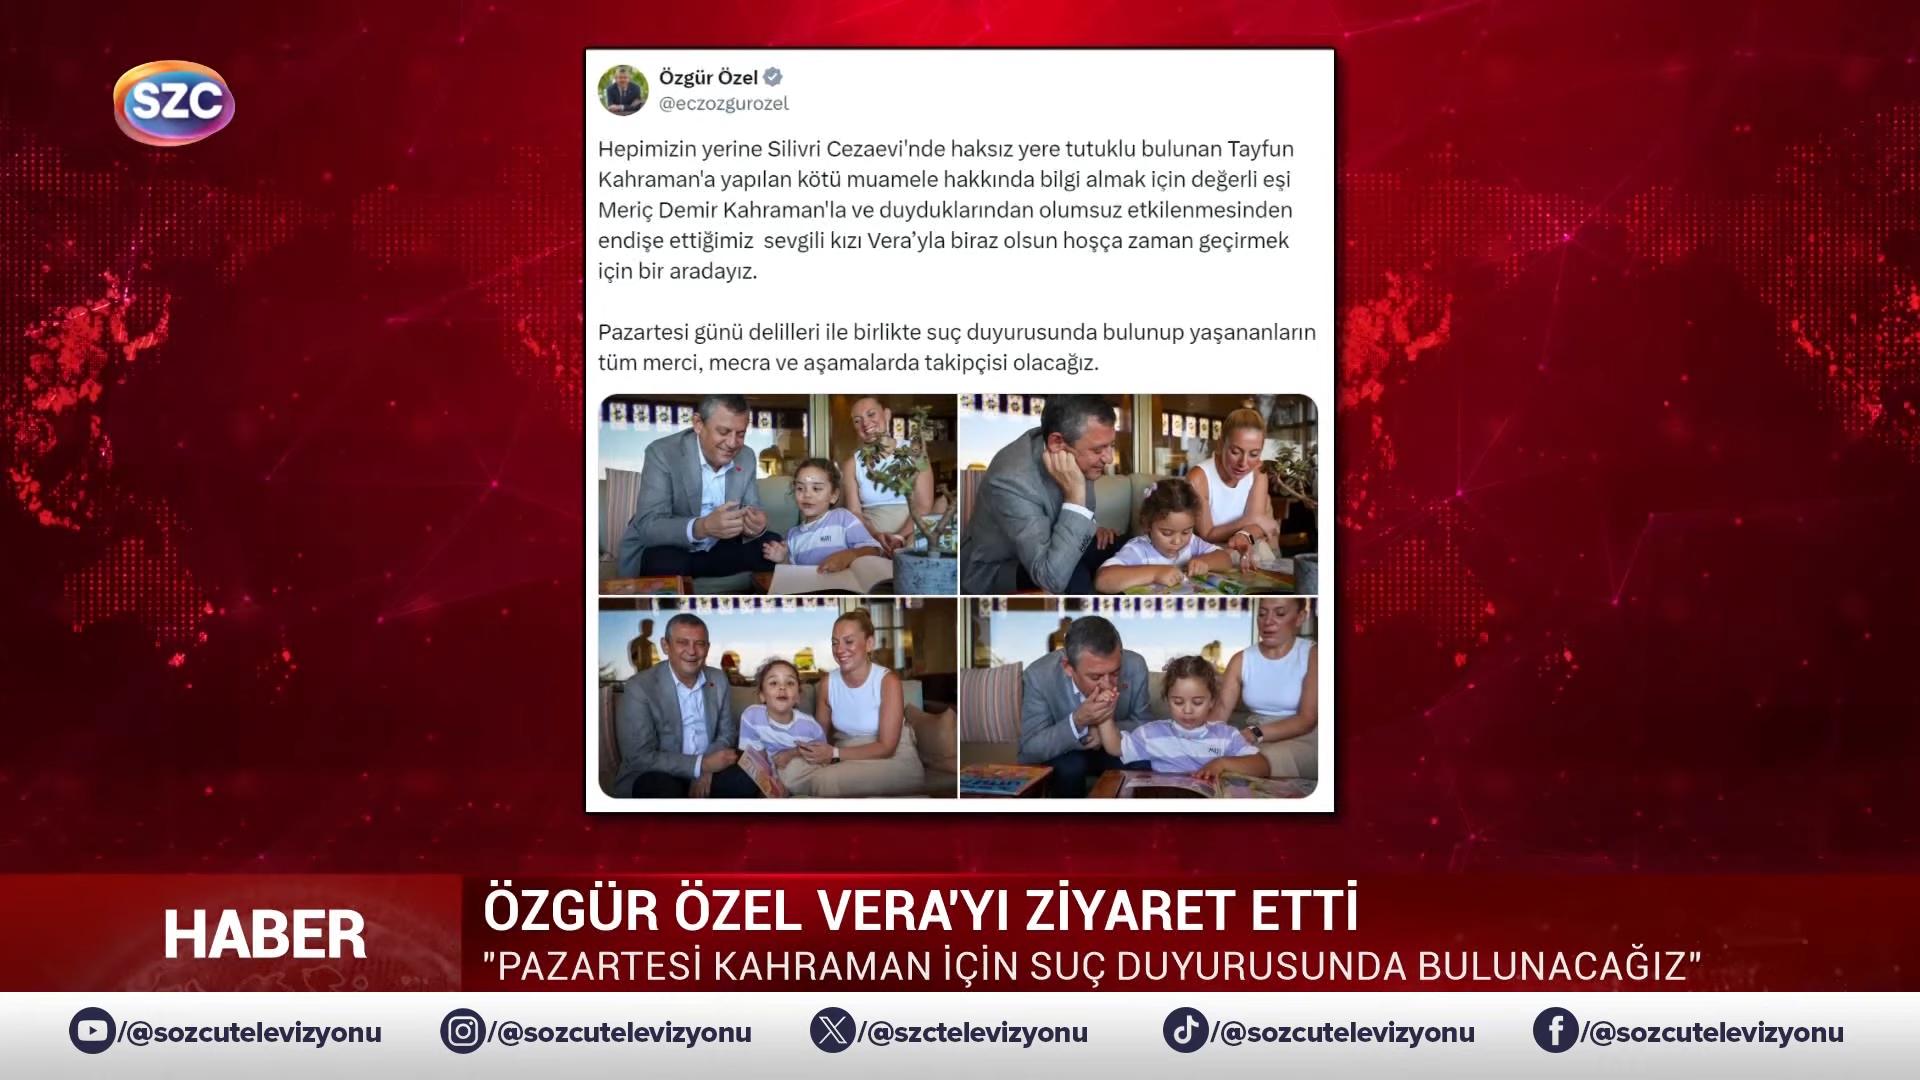 SZC
Özgür Özel
@eczozgurozel
Hepimizin yerine Silivri Cezaevi'nde haksız yere tutuklu bulunan Tayfun
Kahraman'a yapılan kötü muamele hakkında bilgi almak için değerli eşi
Meriç Demir Kahraman'la ve duyduklarından olumsuz etkilenmesinden
endişe ettiğimiz  sevgili kızı Vera’yla biraz olsun hoşça zaman geçirmek
için bir aradayız.
Pazartesi günü delilleri ile birlikte suç duyurusunda bulunup yaşananların
tüm merci, mecra ve aşamalarda takipçisi olacağız.
HABER
ÖZGÜR ÖZEL VERA'YI ZİYARET ETTİ
"PAZARTESİ KAHRAMAN İÇİN SUÇ DUYURUSUNDA BULUNACAĞIZ"
/@sozcutelevizyonu /@sozcutelevizyonu /@szctelevizyonu /@sozcutelevizyonu /@sozcutelevizyonu